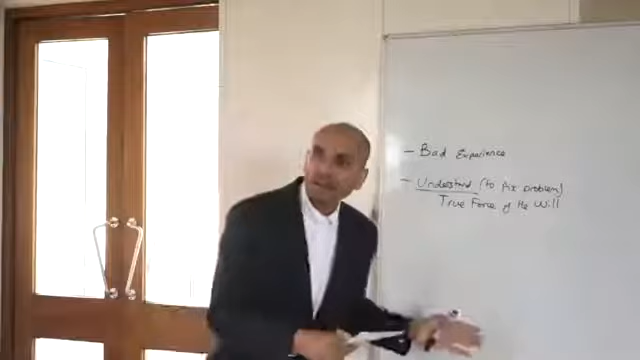 – Bad Experience
– Understand (to fix problem)
True Force of the Will